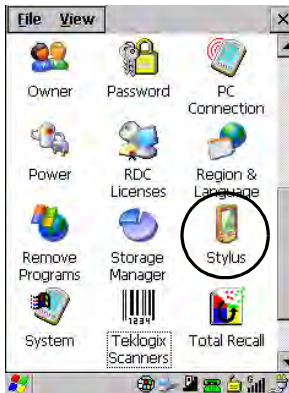 File View
Owner Password PC
Connection
Power RDC Region &
Licenses Language
Remove Storage Stylus
Programs Manager
1234
System Teklogix Total Recall
Scanners